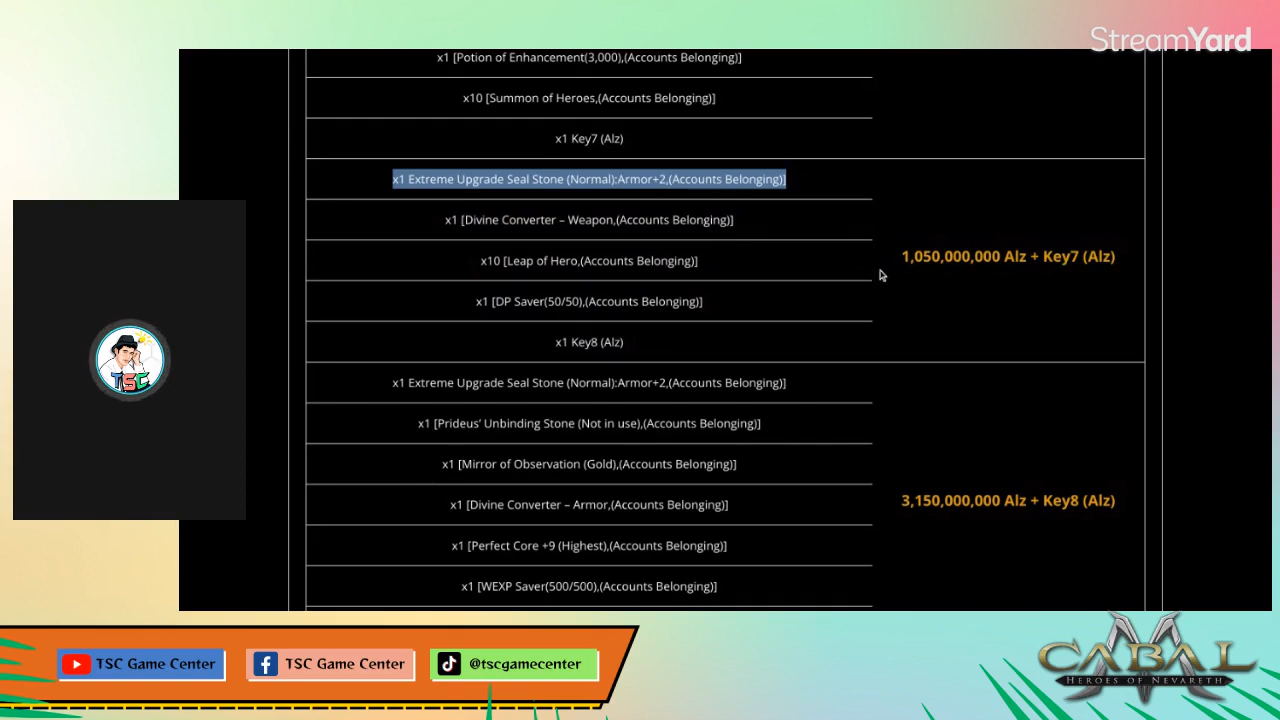 StreamYard
x1 [Potion of Enhancement(3,000),(Accounts Belonging)]
x10 [Summon of Heroes,(Accounts Belonging)]
x1 Key7 (Alz)
x1 Extreme Upgrade Seal Stone (Normal):Armor+2,(Accounts Belonging)]
x1 [Divine Converter – Weapon,(Accounts Belonging)]
x10 [Leap of Hero,(Accounts Belonging)]
x1 [DP Saver(50/50),(Accounts Belonging)]
x1 Key8 (Alz)
1,050,000,000 Alz + Key7 (Alz)
x1 Extreme Upgrade Seal Stone (Normal):Armor+2,(Accounts Belonging)]
x1 [Prideus’ Unbinding Stone (Not in use),(Accounts Belonging)]
x1 [Mirror of Observation (Gold),(Accounts Belonging)]
x1 [Divine Converter – Armor,(Accounts Belonging)]
x1 [Perfect Core +9 (Highest),(Accounts Belonging)]
x1 [WEXP Saver(500/500),(Accounts Belonging)]
3,150,000,000 Alz + Key8 (Alz)
TSC
TSC Game Center
TSC Game Center
@tscgamecenter
CABAL
HEROES OF NEVARETH